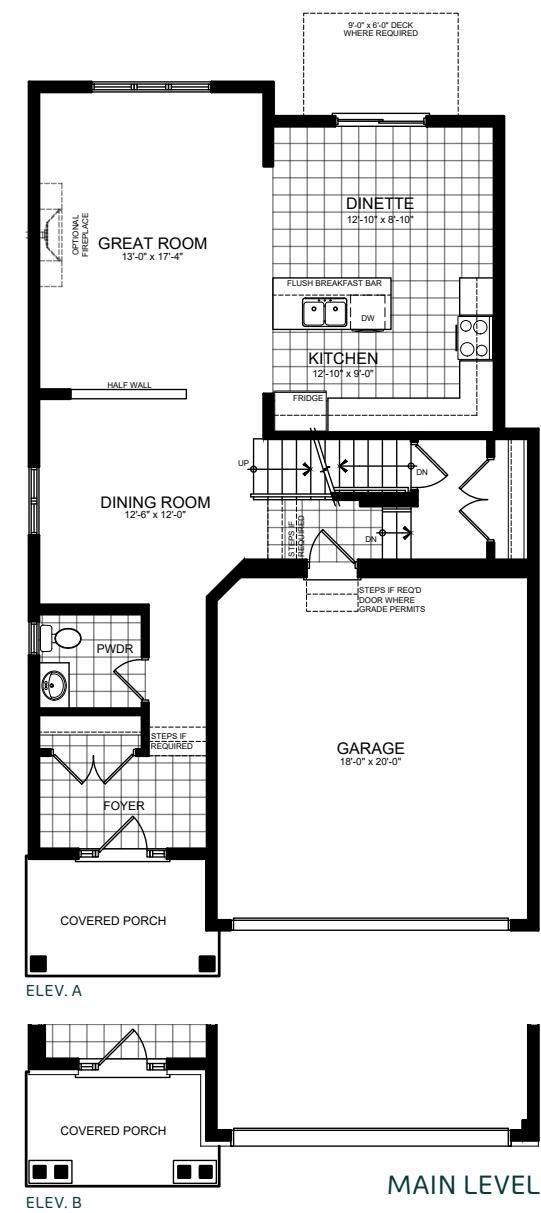 9'-0" x 6'-0" DECK
WHERE REQUIRED
DINETTE
12'-10" x 8'-10"
OPTIONAL
FIREPLACE
GREAT ROOM
13'-0" x 17'-4"
FLUSH BREAKFAST BAR
DW
KITCHEN
12'-10" x 9'-0"
HALF WALL
FRIDGE
UP
DN
DINING ROOM
12'-6" x 12'-0"
STEPS IF
REQUIRED
DN
STEPS IF REQ'D
DOOR WHERE
GRADE PERMITS
PWDR
STEPS IF
REQUIRED
GARAGE
18'-0" x 20'-0"
FOYER
COVERED PORCH
ELEV. A
COVERED PORCH
MAIN LEVEL
ELEV. B